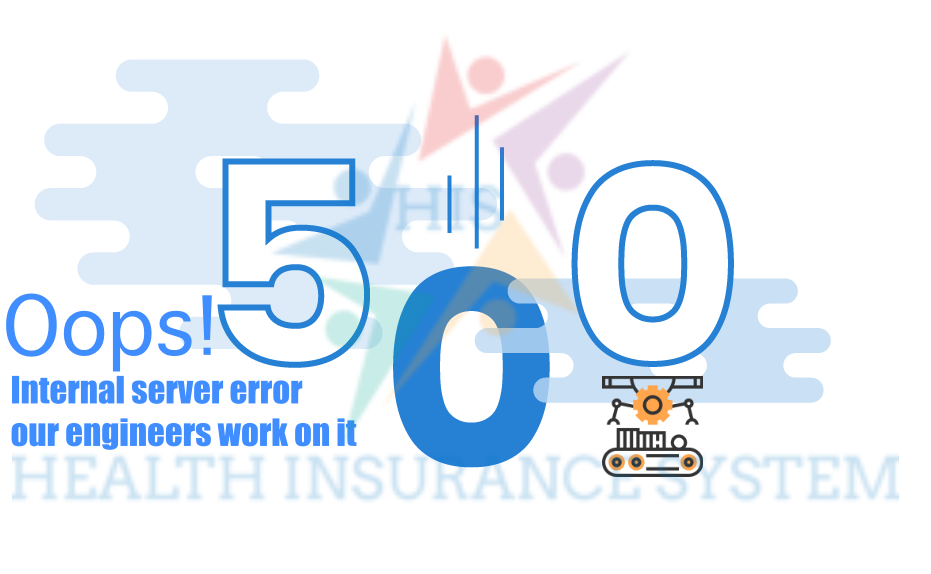 HIS
500
Oops!
Internal server error
our engineers work on it
HEALTH INSURANCE SYSTEM